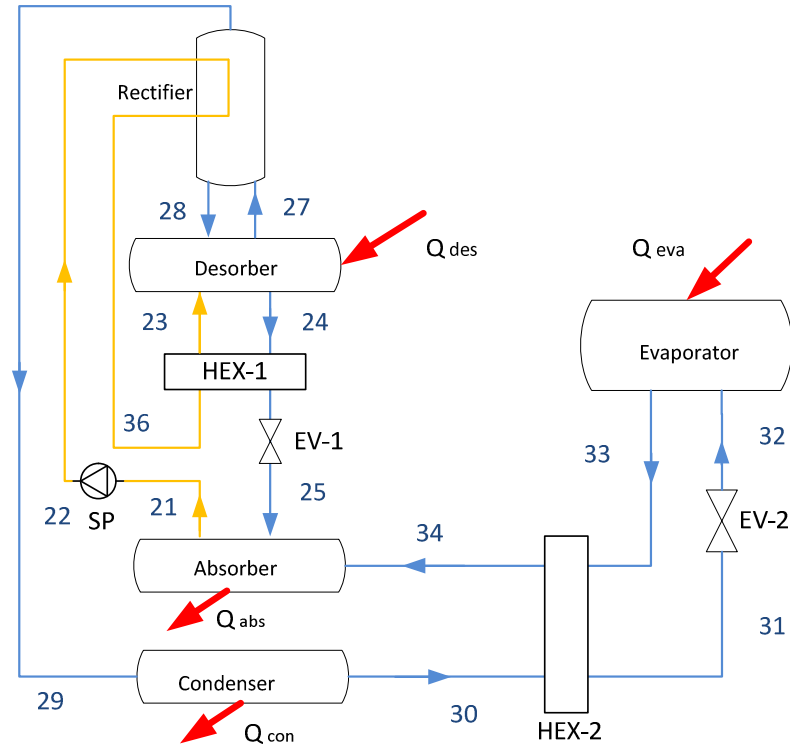 Rectifier
28
27
Q des
Q eva
Desorber
23
24
Evaporator
HEX-1
36
EV-1
32
33
25
22
21
SP
EV-2
34
Absorber
Q abs
31
Condenser
29
30
Q con
HEX-2